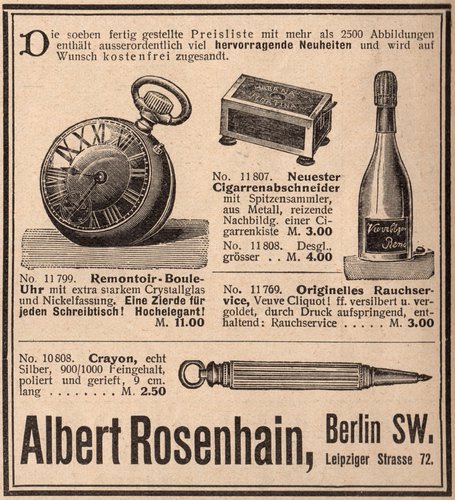 Die soeben fertig gestellte Preisliste mit mehr als 2500 Abbildungen
enthält ausserordentlich viel hervorragende Neuheiten und wird auf
Wunsch kostenfrei zugesandt.
HABANA
No. 11807. Neuester
Cigarrenabschneider
mit Spitzensammler,
aus Metall, reizende
Nachbildg. einer Ci-
garrenkiste M. 3.00
No. 11808. Desgl.,
grösser . . M. 4.00
No. 11799. Remontoir-Boule-
Uhr mit extra starkem Crystallglas
und Nickelfassung. Eine Zierde für
jeden Schreibtisch! Hochelegant!
M. 11.00
No. 11769. Originelles Rauchser-
vice, Veuve Cliquot! ff. versilbert u. ver-
goldet, durch Druck aufspringend, ent-
haltend: Rauchservice . . . . . M. 3.00
No. 10808. Crayon, echt
Silber, 900/1000 Feingehalt,
poliert und gerieft, 9 cm.
lang . . . . . . . . M. 2.50
Albert Rosenhain, Berlin SW.
Leipziger Strasse 72.